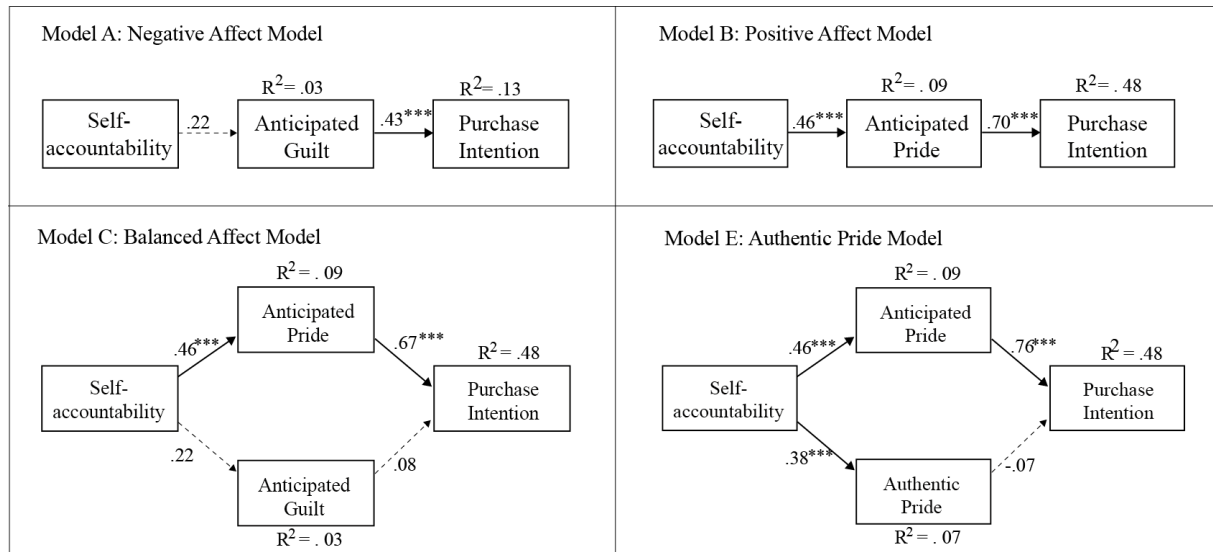 Model A: Negative Affect Model
R² = .03
R² = .13
Self-
accountability
.22
Anticipated
Guilt
.43***
Purchase
Intention
Model B: Positive Affect Model
R² = . 09
R² = . 48
Self-
accountability
.46***
Anticipated
Pride
.70***
Purchase
Intention
Model C: Balanced Affect Model
R² = . 09
Anticipated
Pride
.46***
.67***
R² = .48
Self-
accountability
Purchase
Intention
.22
.08
Anticipated
Guilt
R² = . 03
Model E: Authentic Pride Model
R² = . 09
Anticipated
Pride
.46***
.76***
R² = .48
Self-
accountability
Purchase
Intention
.38***
-.07
Authentic
Pride
R² = . 07